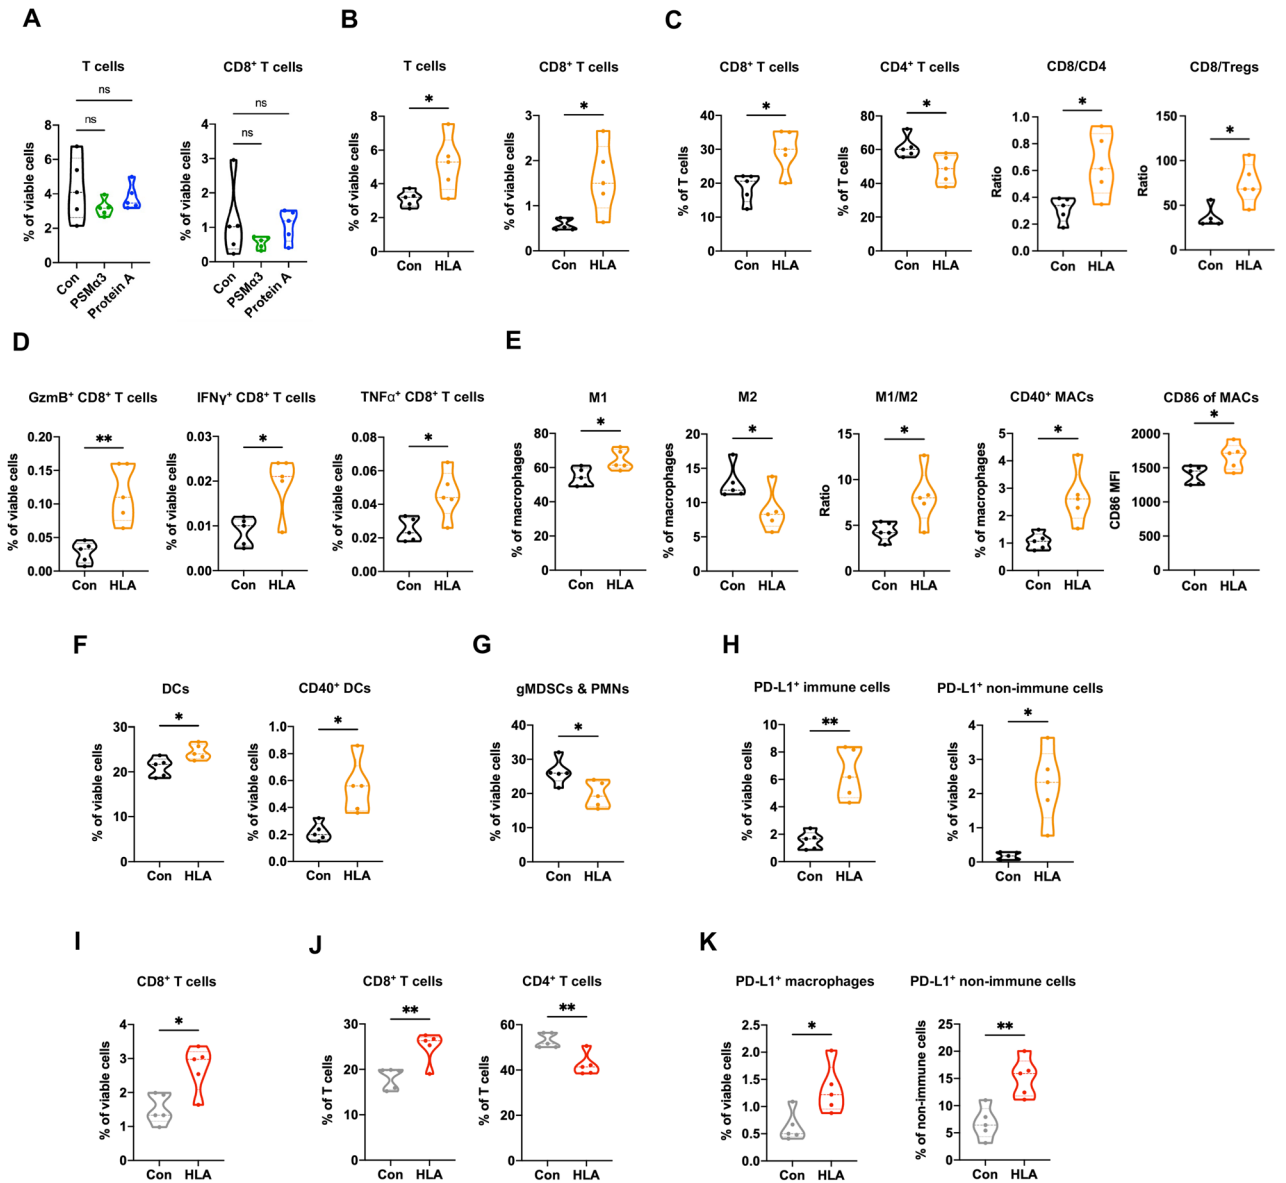 A
B
C
T cells
CD8⁺ T cells
T cells
CD8⁺ T cells
CD8⁺ T cells
CD4⁺ T cells
CD8/CD4
CD8/Tregs
ns
ns
ns
ns
*
*
*
*
*
*
% of viable cells
8
6
4
2
0
Con
PSMα3
Protein A
% of viable cells
4
3
2
1
0
Con
PSMα3
Protein A
% of viable cells
8
6
4
2
0
Con HLA
% of viable cells
3
2
1
0
Con HLA
% of T cells
40
30
20
10
0
Con HLA
% of T cells
80
60
40
20
0
Con HLA
Ratio
1.0
0.8
0.6
0.4
0.2
0.0
Con HLA
Ratio
150
100
50
0
Con HLA
D
E
GzmB⁺ CD8⁺ T cells
IFNγ⁺ CD8⁺ T cells
TNFα⁺ CD8⁺ T cells
M1
M2
M1/M2
CD40⁺ MACs
CD86 of MACs
**
*
*
*
*
*
*
*
% of viable cells
0.20
0.15
0.10
0.05
0.00
Con HLA
% of viable cells
0.03
0.02
0.01
0.00
Con HLA
% of viable cells
0.08
0.06
0.04
0.02
0.00
Con HLA
% of macrophages
80
60
40
20
0
Con HLA
% of macrophages
20
15
10
5
0
Con HLA
Ratio
15
10
5
0
Con HLA
% of macrophages
5
4
3
2
1
0
Con HLA
CD86 MFI
2000
1500
1000
500
0
Con HLA
F
G
H
DCs
CD40⁺ DCs
gMDSCs & PMNs
PD-L1⁺ immune cells
PD-L1⁺ non-immune cells
*
*
*
**
*
% of viable cells
30
20
10
0
Con HLA
% of viable cells
1.0
0.8
0.6
0.4
0.2
0.0
Con HLA
% of viable cells
40
30
20
10
0
Con HLA
% of viable cells
10
8
6
4
2
0
Con HLA
% of viable cells
4
3
2
1
0
Con HLA
I
J
K
CD8⁺ T cells
CD8⁺ T cells
CD4⁺ T cells
PD-L1⁺ macrophages
PD-L1⁺ non-immune cells
*
**
**
*
**
% of viable cells
4
3
2
1
0
Con HLA
% of T cells
30
20
10
0
Con HLA
% of T cells
60
40
20
0
Con HLA
% of viable cells
2.5
2.0
1.5
1.0
0.5
0.0
Con HLA
% of non-immune cells
25
20
15
10
5
0
Con HLA